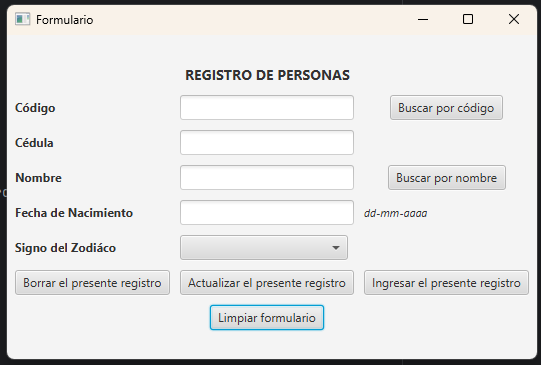 Formulario
REGISTRO DE PERSONAS
Código Buscar por código
Cédula
Nombre Buscar por nombre
Fecha de Nacimiento dd-mm-aaaa
Signo del Zodiáco
Borrar el presente registro Actualizar el presente registro Ingresar el presente registro
Limpiar formulario